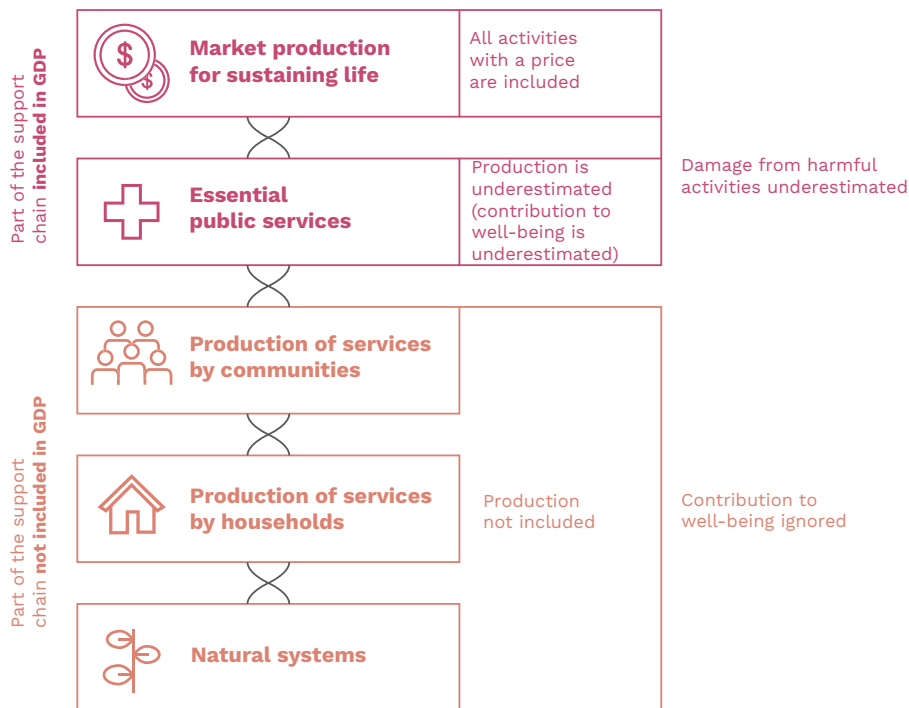 Part of the support
chain included in GDP
$
$
Market production
for sustaining life
All activities
with a price
are included
Essential
public services
Production is
underestimated
(contribution to
well-being is
underestimated)
Damage from harmful
activities underestimated
Part of the support
chain not included in GDP
Production of services
by communities
Production of services
by households
Natural systems
Production
not included
Contribution to
well-being ignored